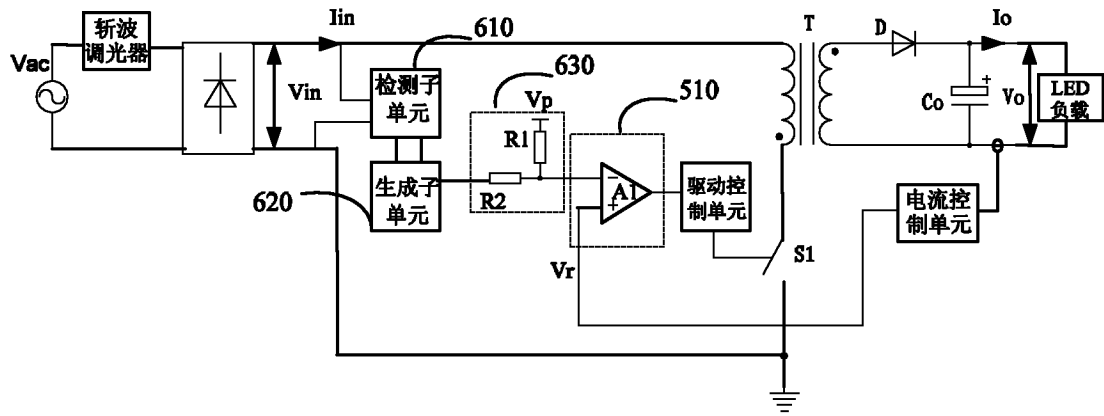 斩波
调光器
Vac
Iin
Vin
610
检测子
单元
生成子
单元
620
630
Vp
R1
R2
510
A1
−
+
Vr
驱动控
制单元
S1
T
D
Io
Co
+
Vo
LED
负载
电流控
制单元